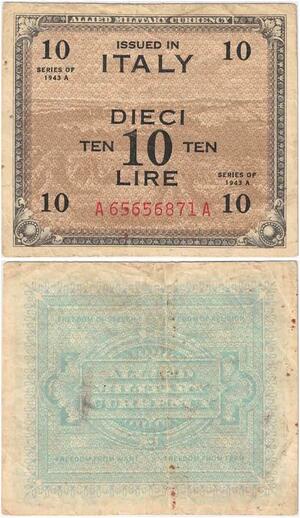 ALLIED MILITARY CURRENCY
10 ISSUED IN 10
SERIES OF
1943 A
ITALY
DIECI
TEN 10 TEN
LIRE
SERIES OF
1943 A
10 A65656871A 10
FREEDOM OF SPEECH FREEDOM OF RELIGION
ALLIED
MILITARY
CURRENCY
FREEDOM FROM WANT FREEDOM FROM FEAR